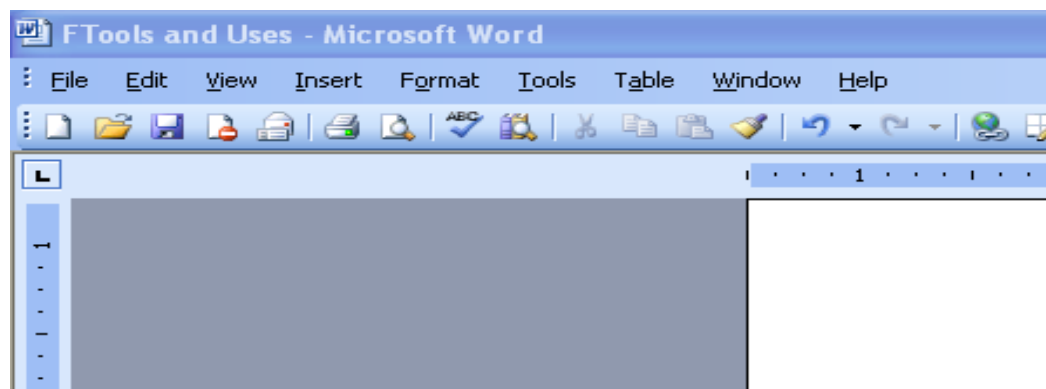 FTools and Uses - Microsoft Word
File Edit View Insert Format Tools Table Window Help
ABC
L
1
1